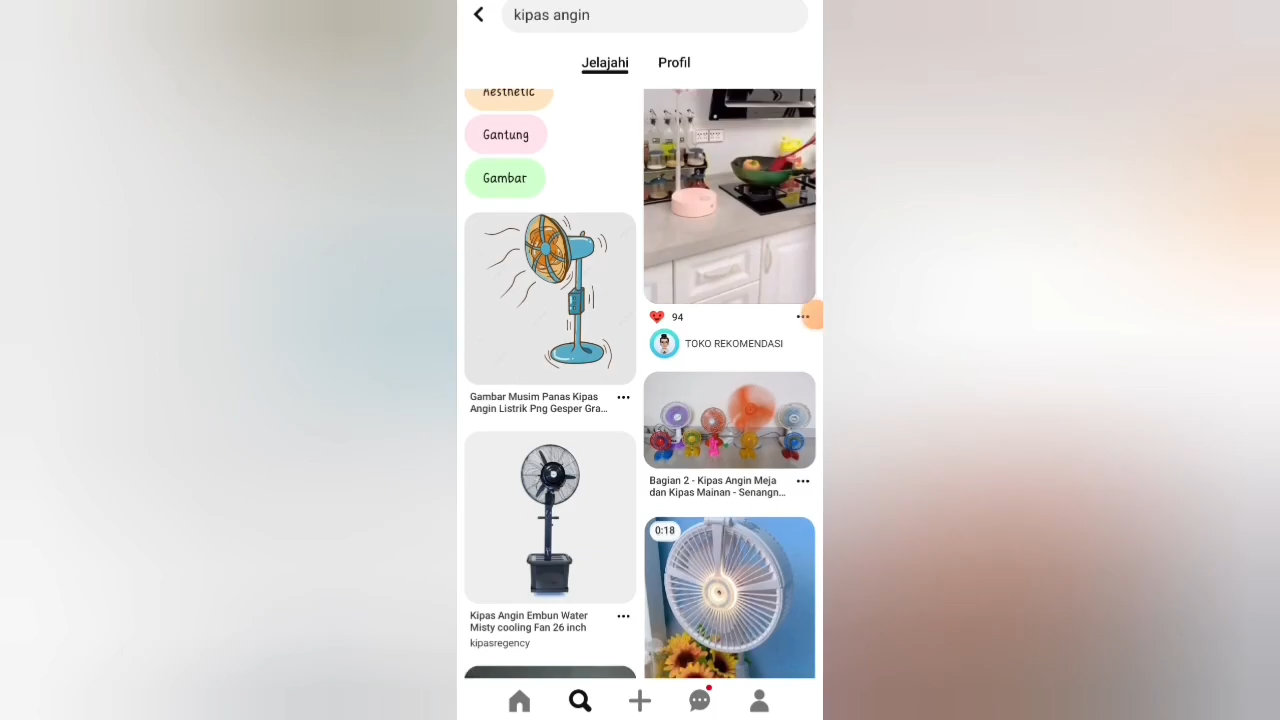 kipas angin
Jelajahi
Profil
Aesthetic
Gantung
Gambar
Gambar Musim Panas Kipas
Angin Listrik Png Gesper Gra...
Kipas Angin Embun Water
Misty cooling Fan 26 inch
kipasregency
94
TOKO REKOMENDASI
Bagian 2 - Kipas Angin Meja
dan Kipas Mainan - Senangn...
0:18